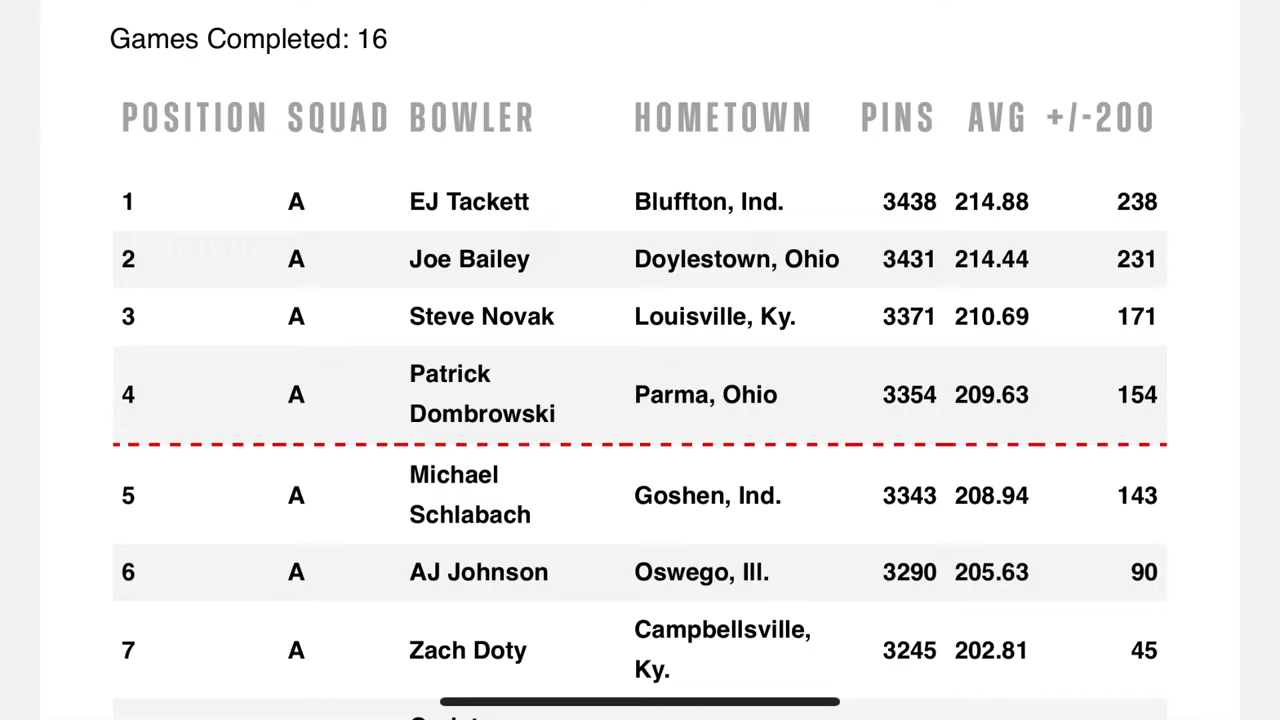 Games Completed: 16
POSITION SQUAD BOWLER HOMETOWN PINS AVG +/-200
1 A EJ Tackett Bluffton, Ind. 3438 214.88 238
2 A Joe Bailey Doylestown, Ohio 3431 214.44 231
3 A Steve Novak Louisville, Ky. 3371 210.69 171
4 A Patrick Dombrowski Parma, Ohio 3354 209.63 154
5 A Michael Schlabach Goshen, Ind. 3343 208.94 143
6 A AJ Johnson Oswego, Ill. 3290 205.63 90
7 A Zach Doty Campbellsville, Ky. 3245 202.81 45